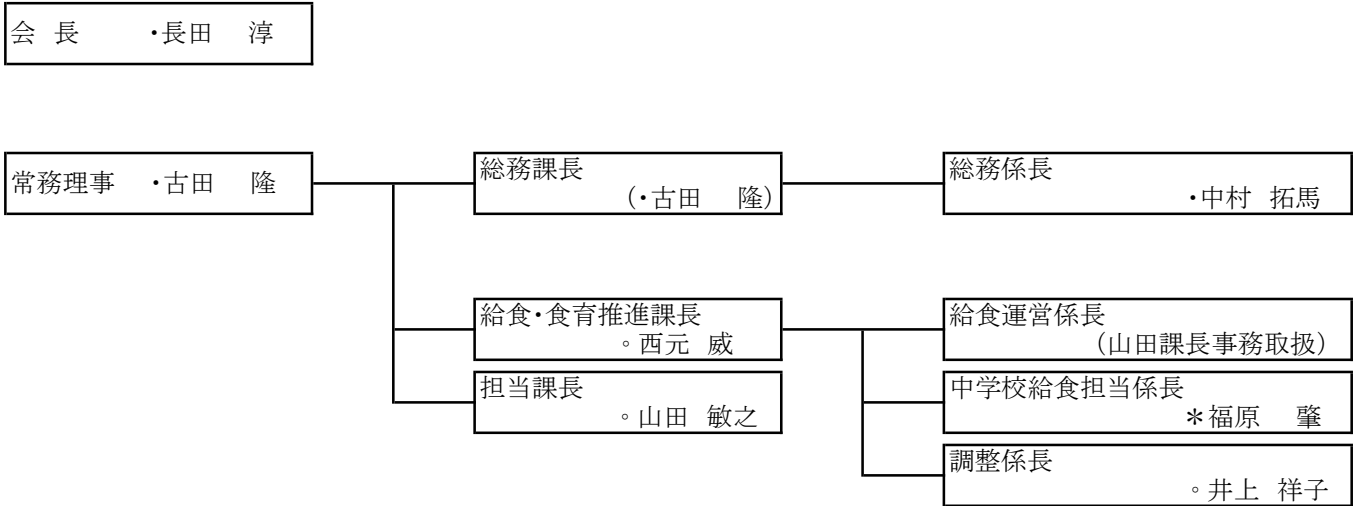 会 長　・長田　淳
常務理事　・古田　隆
総務課長
(・古田　隆)
総務係長
・中村 拓馬
給食・食育推進課長
◦西元 威
給食運営係長
(山田課長事務取扱)
担当課長
◦山田 敏之
中学校給食担当係長
＊福原　肇
調整係長
◦井上 祥子